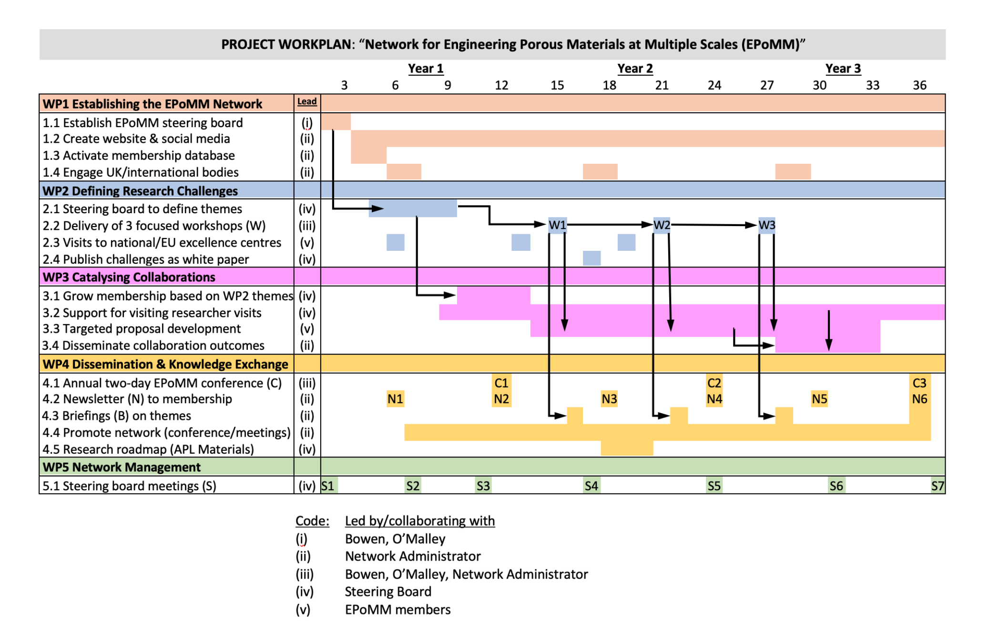 PROJECT WORKPLAN: “Network for Engineering Porous Materials at Multiple Scales (EPoMM)”
Year 1 Year 2 Year 3
3 6 9 12 15 18 21 24 27 30 33 36
WP1 Establishing the EPoMM Network Lead
1.1 Establish EPoMM steering board (i)
1.2 Create website & social media (ii)
1.3 Activate membership database (ii)
1.4 Engage UK/international bodies (ii)
WP2 Defining Research Challenges
2.1 Steering board to define themes (iv)
2.2 Delivery of 3 focused workshops (W) (iii) W1 W2 W3
2.3 Visits to national/EU excellence centres (v)
2.4 Publish challenges as white paper (iv)
WP3 Catalysing Collaborations
3.1 Grow membership based on WP2 themes (iv)
3.2 Support for visiting researcher visits (iv)
3.3 Targeted proposal development (v)
3.4 Disseminate collaboration outcomes (ii)
WP4 Dissemination & Knowledge Exchange
4.1 Annual two-day EPoMM conference (C) (iii) C1 C2 C3
4.2 Newsletter (N) to membership (ii) N1 N2 N3 N4 N5 N6
4.3 Briefings (B) on themes (ii)
4.4 Promote network (conference/meetings) (ii)
4.5 Research roadmap (APL Materials) (iv)
WP5 Network Management
5.1 Steering board meetings (S) (iv) S1 S2 S3 S4 S5 S6 S7
Code: Led by/collaborating with
(i) Bowen, O’Malley
(ii) Network Administrator
(iii) Bowen, O’Malley, Network Administrator
(iv) Steering Board
(v) EPoMM members